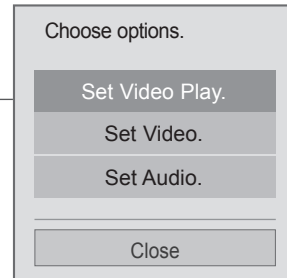 Choose options.
Set Video Play.
Set Video.
Set Audio.
Close